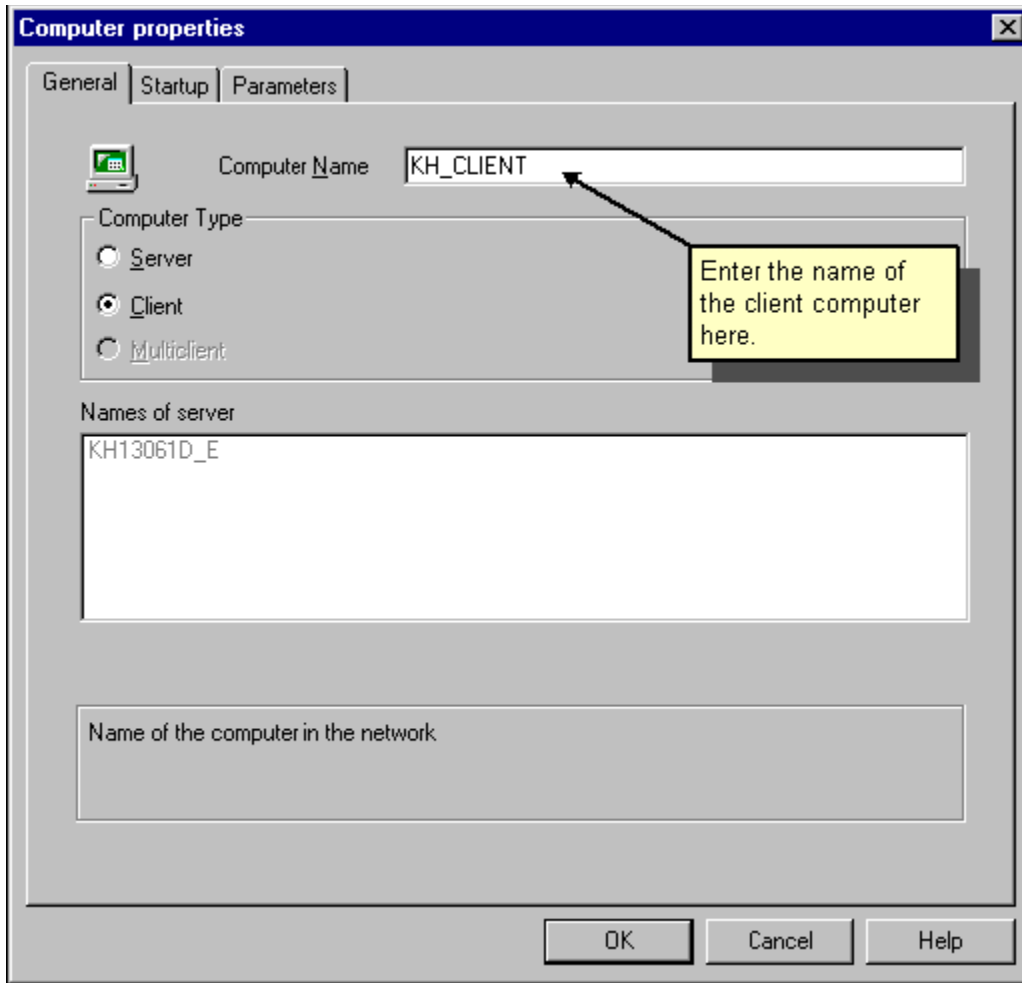 Computer properties
General Startup Parameters
Computer Name KH_CLIENT
Computer Type
Server
Client
Multiclient
Enter the name of
the client computer
here.
Names of server
KH13061D_E
Name of the computer in the network
OK Cancel Help